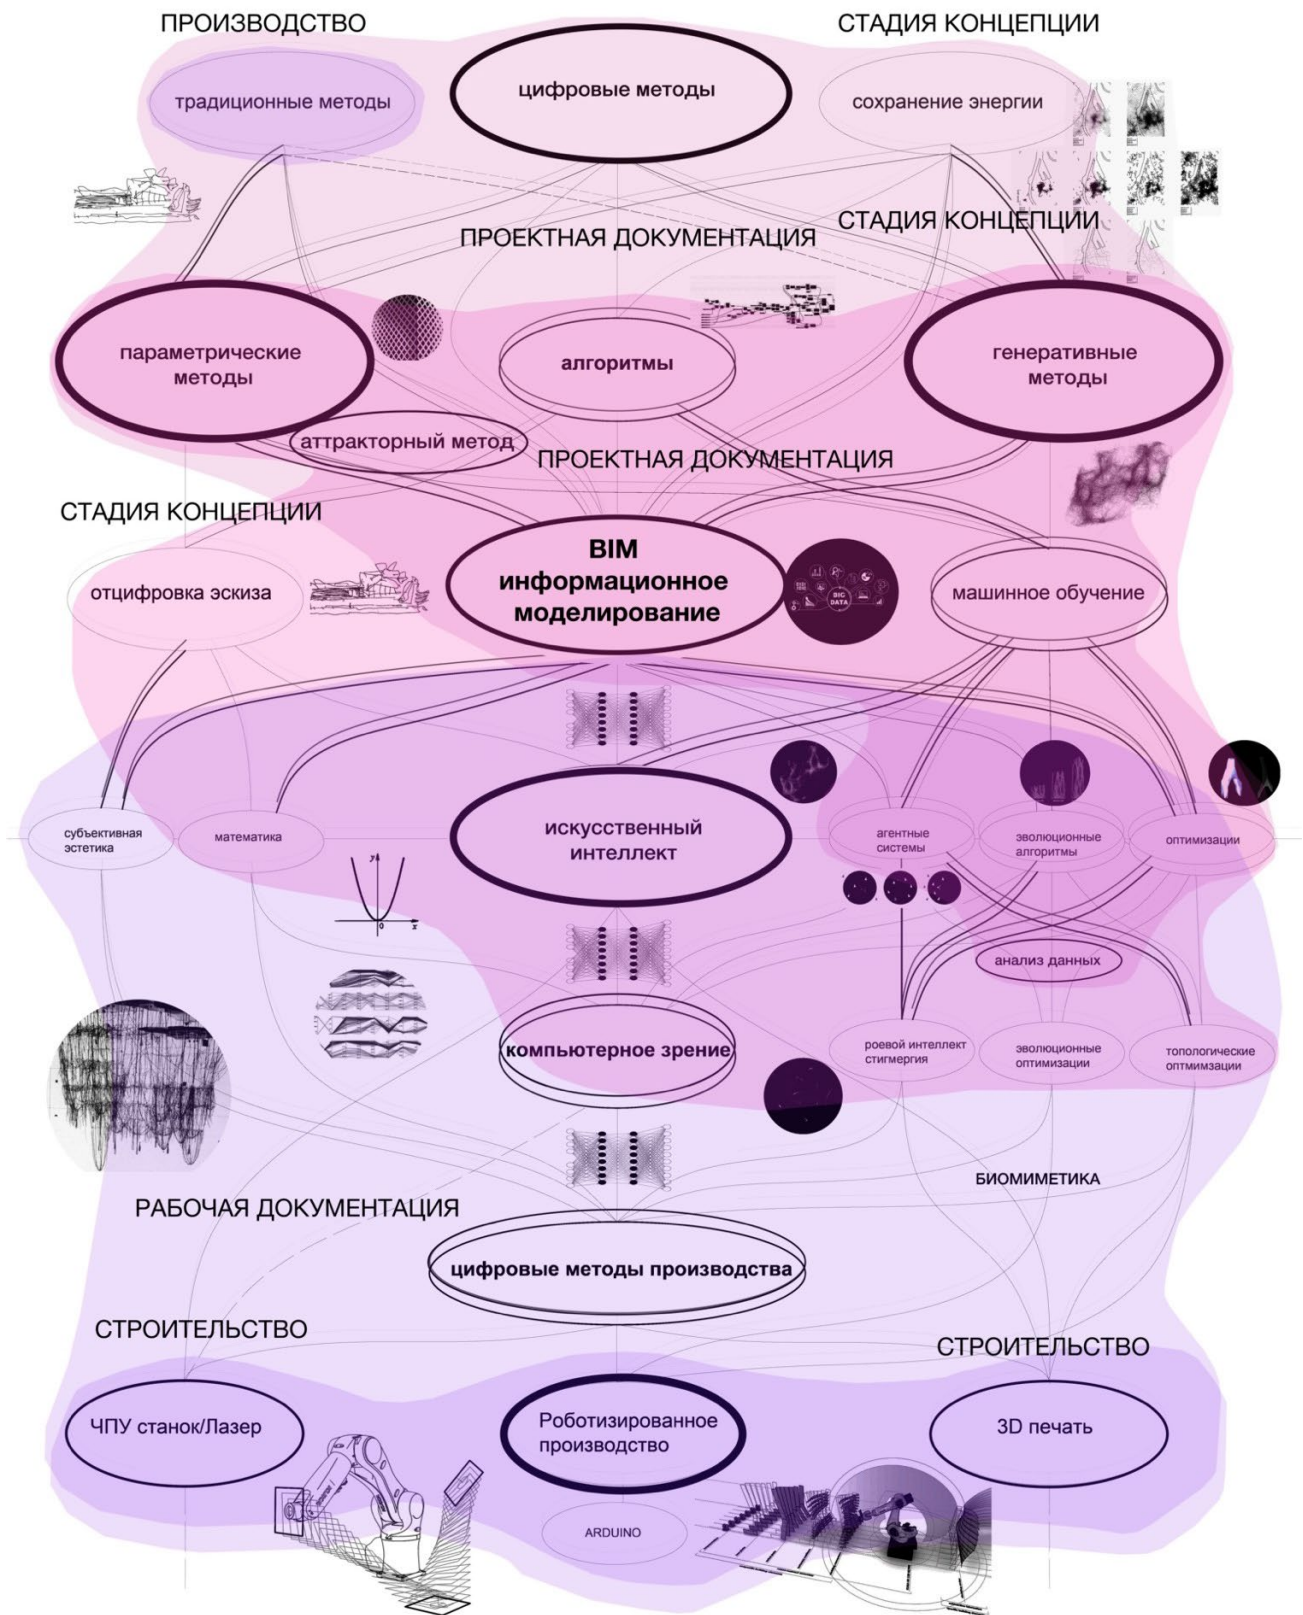 ПРОИЗВОДСТВО
СТАДИЯ КОНЦЕПЦИИ
традиционные методы
цифровые методы
сохранение энергии
СТАДИЯ КОНЦЕПЦИИ
ПРОЕКТНАЯ ДОКУМЕНТАЦИЯ
параметрические
методы
алгоритмы
генеративные
методы
аттракторный метод
ПРОЕКТНАЯ ДОКУМЕНТАЦИЯ
СТАДИЯ КОНЦЕПЦИИ
BIM
информационное
моделирование
BIG
DATA
отцифровка эскиза
машинное обучение
субъективная
эстетика
математика
искусственный
интеллект
агентные
системы
эволюционные
алгоритмы
оптимизации
y
0
x
анализ данных
компьютерное зрение
роевой интеллект
стигмергия
эволюционные
оптимизации
топологические
оптмимзации
БИОМИМЕТИКА
РАБОЧАЯ ДОКУМЕНТАЦИЯ
цифровые методы производства
СТРОИТЕЛЬСТВО
СТРОИТЕЛЬСТВО
ЧПУ станок/Лазер
Роботизированное
производство
3D печать
ARDUINO